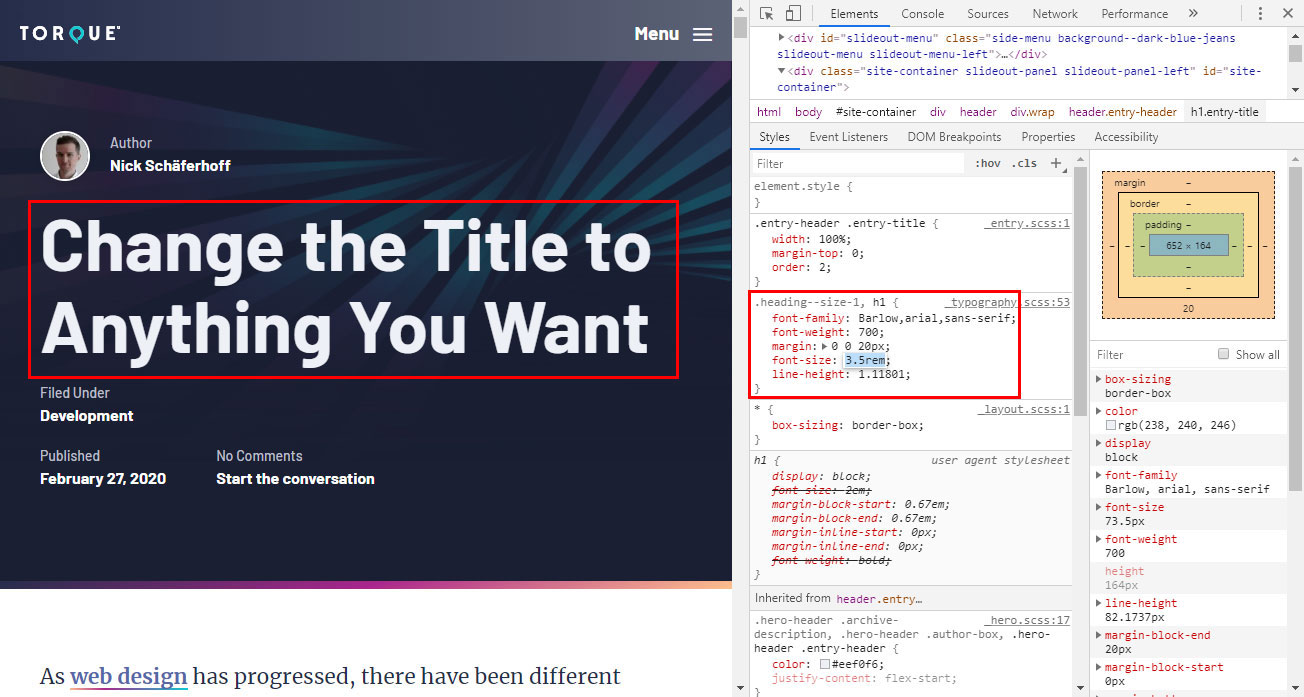 TORQUE
Menu
Author
Nick Schäferhoff
Change the Title to
Anything You Want
Filed Under
Development
Published
No Comments
February 27, 2020
Start the conversation
As web design has progressed, there have been different
Elements Console Sources Network Performance »
<div id="slideout-menu" class="side-menu background--dark-blue-jeans
slideout-menu slideout-menu-left">…</div>
<div class="site-container slideout-panel slideout-panel-left" id="site-
container">
html body #site-container div header div.wrap header.entry-header h1.entry-title
Styles Event Listeners DOM Breakpoints Properties Accessibility
Filter :hov .cls +
element.style {
}
.entry-header .entry-title { _entry.scss:1
width: 100%;
margin-top: 0;
order: 2;
}
.heading--size-1, h1 { _typography.scss:53
font-family: Barlow,arial,sans-serif;
font-weight: 700;
margin: 0 0 20px;
font-size: 3.5rem;
line-height: 1.11801;
}
* { _layout.scss:1
box-sizing: border-box;
}
h1 { user agent stylesheet
display: block;
font-size: 2em;
margin-block-start: 0.67em;
margin-block-end: 0.67em;
margin-inline-start: 0px;
margin-inline-end: 0px;
font-weight: bold;
}
Inherited from header.entry…
.hero-header .archive- _hero.scss:17
description, .hero-header .author-box, .hero-
header .entry-header {
color: #eef0f6;
justify-content: flex-start;
}
margin –
border –
padding –
– – – 652 × 164 – – –
–
–
20
Filter Show all
box-sizing
border-box
color
rgb(238, 240, 246)
display
block
font-family
Barlow, arial, sans-serif
font-size
73.5px
font-weight
700
height
164px
line-height
82.1737px
margin-block-end
20px
margin-block-start
0px